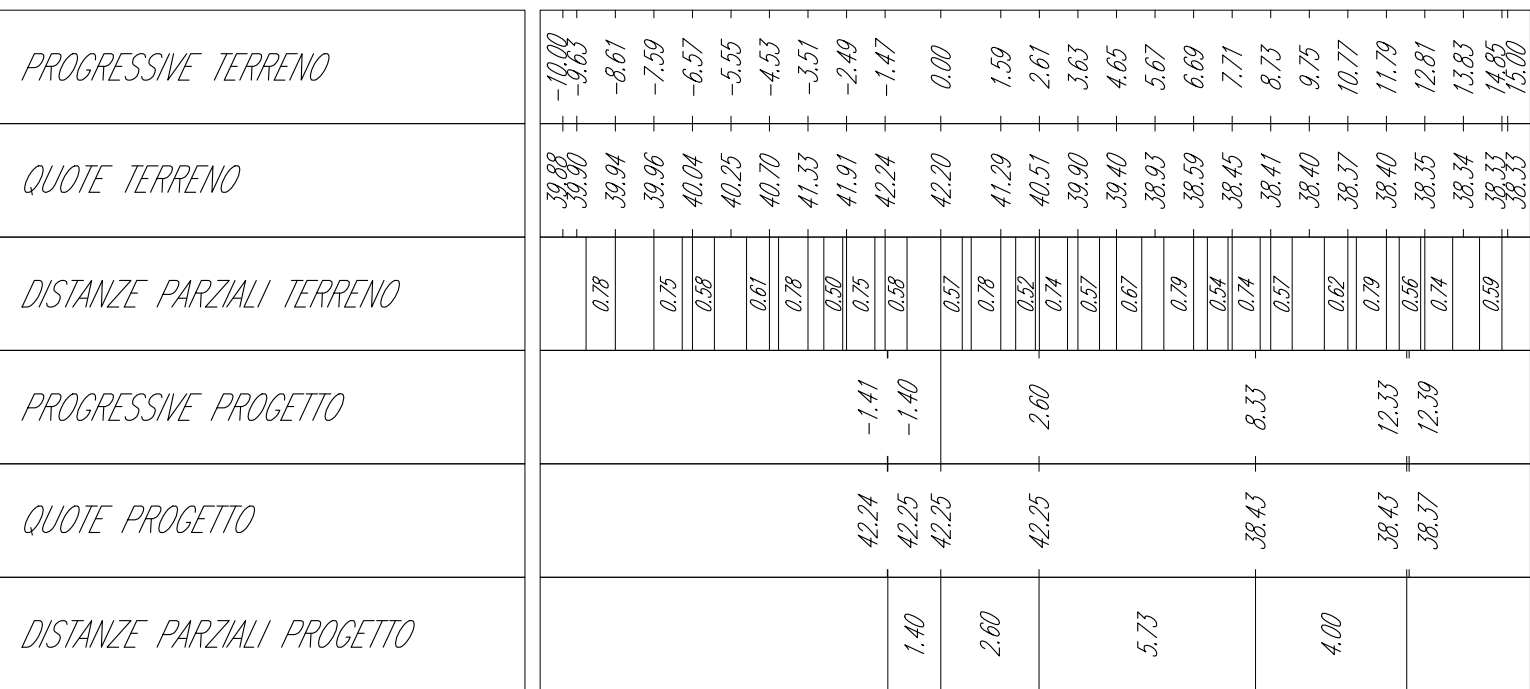 PROGRESSIVE TERRENO -10.00 -9.63 -8.61 -7.59 -6.57 -5.55 -4.53 -3.51 -2.49 -1.47 0.00 1.59 2.61 3.63 4.65 5.67 6.69 7.71 8.73 9.75 10.77 11.79 12.81 13.83 14.85 15.00
QUOTE TERRENO 39.88 39.90 39.94 39.96 40.04 40.25 40.70 41.33 41.91 42.24 42.20 41.29 40.51 39.90 39.40 38.93 38.59 38.45 38.41 38.40 38.37 38.40 38.35 38.34 38.33 38.33
DISTANZE PARZIALI TERRENO 0.78 0.75 0.58 0.61 0.78 0.50 0.75 0.58 0.57 0.78 0.52 0.74 0.57 0.67 0.79 0.54 0.74 0.57 0.62 0.79 0.56 0.74 0.59
PROGRESSIVE PROGETTO -1.41 -1.40 2.60 8.33 12.33 12.39
QUOTE PROGETTO 42.24 42.25 42.25 42.25 38.43 38.43 38.37
DISTANZE PARZIALI PROGETTO 1.40 2.60 5.73 4.00